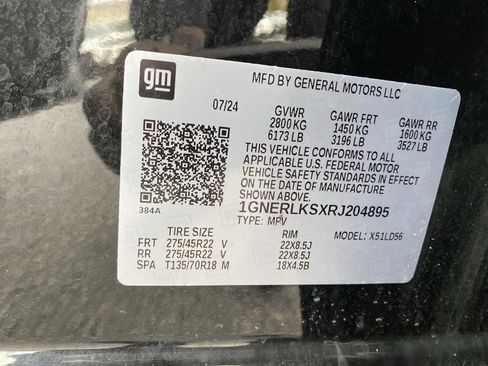 gm
MFD BY GENERAL MOTORS LLC
07/24
GVWR GAWR FRT GAWR RR
2800 KG 1450 KG 1600 KG
6173 LB 3196 LB 3527 LB
THIS VEHICLE CONFORMS TO ALL
APPLICABLE U.S. FEDERAL MOTOR
VEHICLE SAFETY STANDARDS IN EFFECT
ON THE DATE OF MANUFACTURE
SHOWN ABOVE.
384A
1GNERLKSXRJ204895
TYPE: MPV MODEL: X51LD56
TIRE SIZE RIM
FRT 275/45R22 V 22X8.5J
RR 275/45R22 V 22X8.5J
SPA T135/70R18 M 18X4.5B